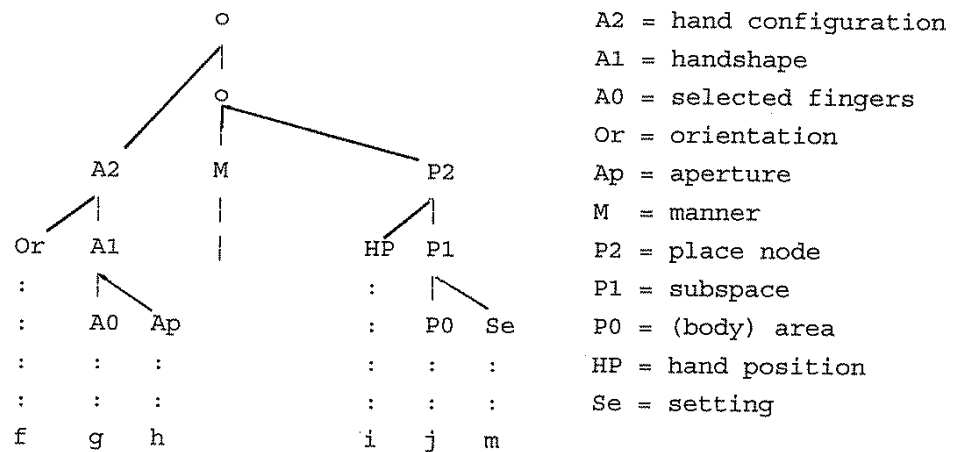 o
A2 = hand configuration
A1 = handshape
o
A0 = selected fingers
Or = orientation
A2 M P2
Ap = aperture
M = manner
Or A1 HP P1
P2 = place node
: :
P1 = subspace
: A0 Ap : P0 Se
P0 = (body) area
: : : : : :
HP = hand position
: : : : : :
Se = setting
f g h i j m